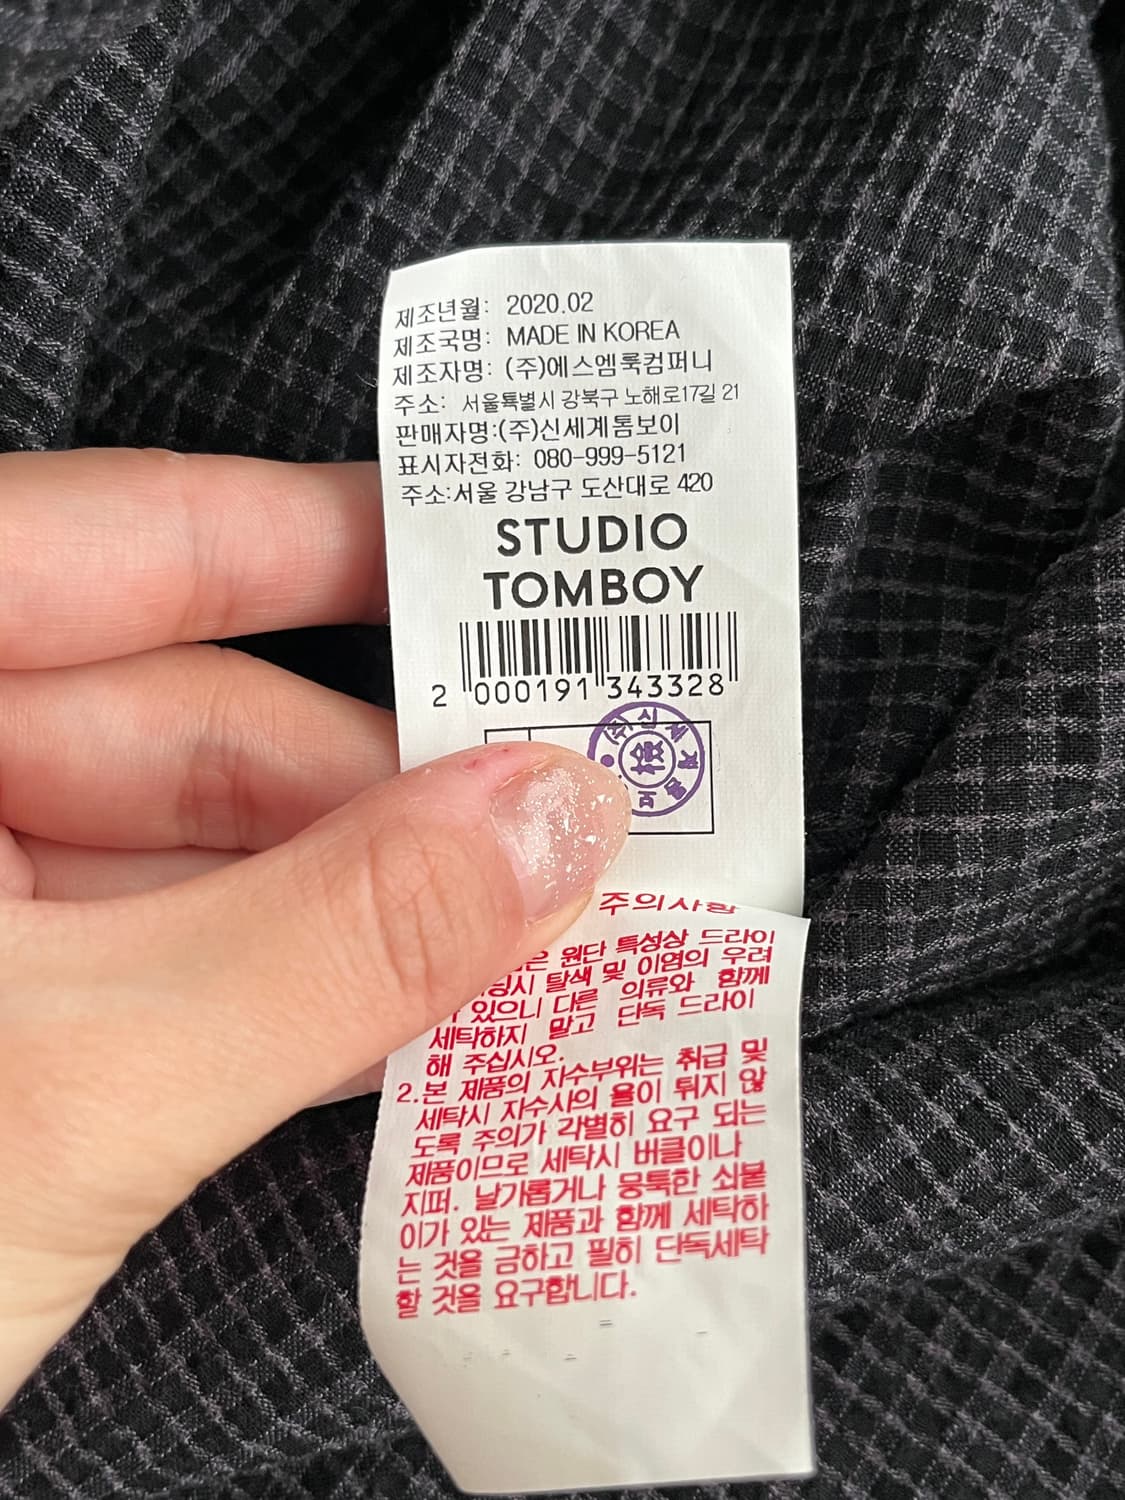 제조년월: 2020.02
제조국명: MADE IN KOREA
제조자명: (주)에스엠룩컴퍼니
주소: 서울특별시 강북구 노해로17길 21
판매자명:(주)신세계톰보이
표시자전화: 080-999-5121
주소:서울 강남구 도산대로 420
STUDIO
TOMBOY
2 000191 343328
주의사항
은 원단 특성상 드라이
시 탈색 및 이염의 우려
있으니 다른 의류와 함께
세탁하지 말고 단독 드라이
해 주십시오.
2.본 제품의 자수부위는 취급 및
세탁시 자수사의 올이 튀지 않
도록 주의가 각별히 요구 되는
제품이므로 세탁시 버클이나
지퍼. 날카롭거나 뭉툭한 쇠붙
이가 있는 제품과 함께 세탁하
는 것을 금하고 필히 단독세탁
할 것을 요구합니다.